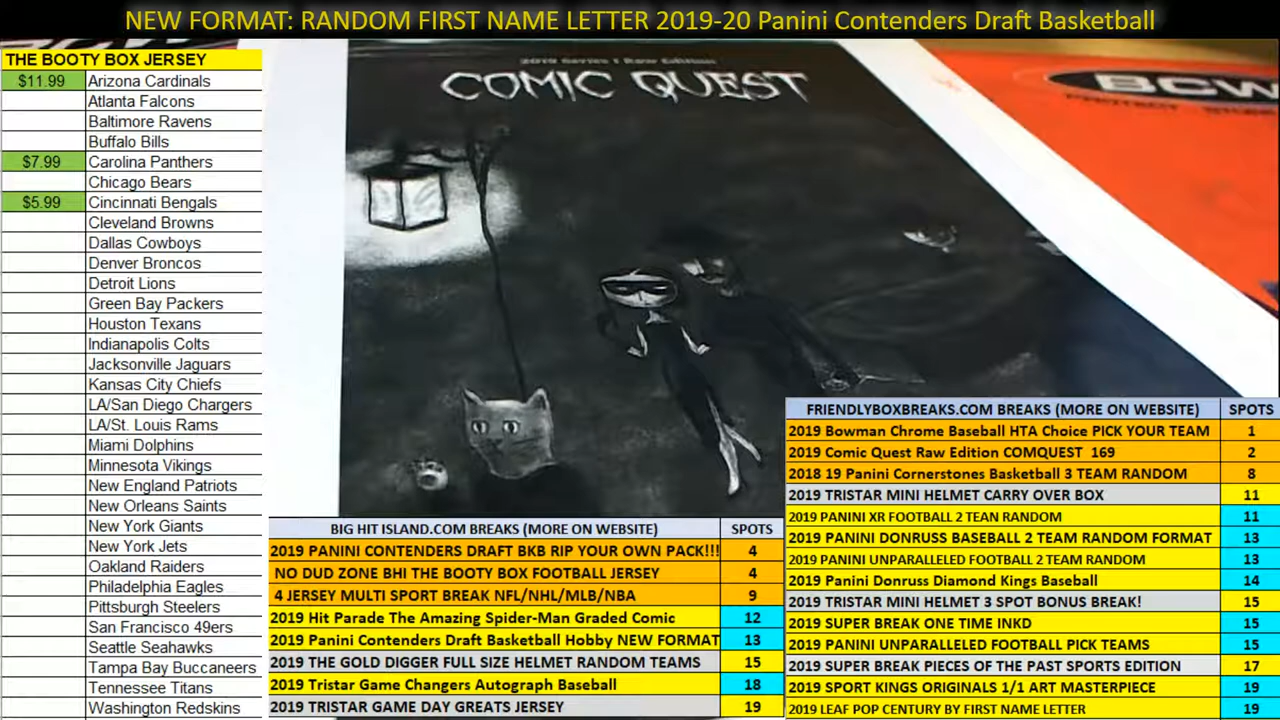 NEW FORMAT: RANDOM FIRST NAME LETTER 2019-20 Panini Contenders Draft Basketball
THE BOOTY BOX JERSEY
$11.99 Arizona Cardinals
Atlanta Falcons
Baltimore Ravens
Buffalo Bills
$7.99 Carolina Panthers
Chicago Bears
$5.99 Cincinnati Bengals
Cleveland Browns
Dallas Cowboys
Denver Broncos
Detroit Lions
Green Bay Packers
Houston Texans
Indianapolis Colts
Jacksonville Jaguars
Kansas City Chiefs
LA/San Diego Chargers
LA/St. Louis Rams
Miami Dolphins
Minnesota Vikings
New England Patriots
New Orleans Saints
New York Giants
New York Jets
Oakland Raiders
Philadelphia Eagles
Pittsburgh Steelers
San Francisco 49ers
Seattle Seahawks
Tampa Bay Buccaneers
Tennessee Titans
Washington Redskins
2019 Series 1 Raw Edition
COMIC QUEST
BCW
PROTECT
BIG HIT ISLAND.COM BREAKS (MORE ON WEBSITE) SPOTS
2019 PANINI CONTENDERS DRAFT BKB RIP YOUR OWN PACK!!! 4
NO DUD ZONE BHI THE BOOTY BOX FOOTBALL JERSEY 4
4 JERSEY MULTI SPORT BREAK NFL/NHL/MLB/NBA 9
2019 Hit Parade The Amazing Spider-Man Graded Comic 12
2019 Panini Contenders Draft Basketball Hobby NEW FORMAT 13
2019 THE GOLD DIGGER FULL SIZE HELMET RANDOM TEAMS 15
2019 Tristar Game Changers Autograph Baseball 18
2019 TRISTAR GAME DAY GREATS JERSEY 19
FRIENDLYBOXBREAKS.COM BREAKS (MORE ON WEBSITE) SPOTS
2019 Bowman Chrome Baseball HTA Choice PICK YOUR TEAM 1
2019 Comic Quest Raw Edition COMQUEST 169 2
2018 19 Panini Cornerstones Basketball 3 TEAM RANDOM 8
2019 TRISTAR MINI HELMET CARRY OVER BOX 11
2019 PANINI XR FOOTBALL 2 TEAN RANDOM 11
2019 PANINI DONRUSS BASEBALL 2 TEAM RANDOM FORMAT 13
2019 PANINI UNPARALLELED FOOTBALL 2 TEAM RANDOM 13
2019 Panini Donruss Diamond Kings Baseball 14
2019 TRISTAR MINI HELMET 3 SPOT BONUS BREAK! 15
2019 SUPER BREAK ONE TIME INKD 15
2019 PANINI UNPARALLELED FOOTBALL PICK TEAMS 15
2019 SUPER BREAK PIECES OF THE PAST SPORTS EDITION 17
2019 SPORT KINGS ORIGINALS 1/1 ART MASTERPIECE 19
2019 LEAF POP CENTURY BY FIRST NAME LETTER 19